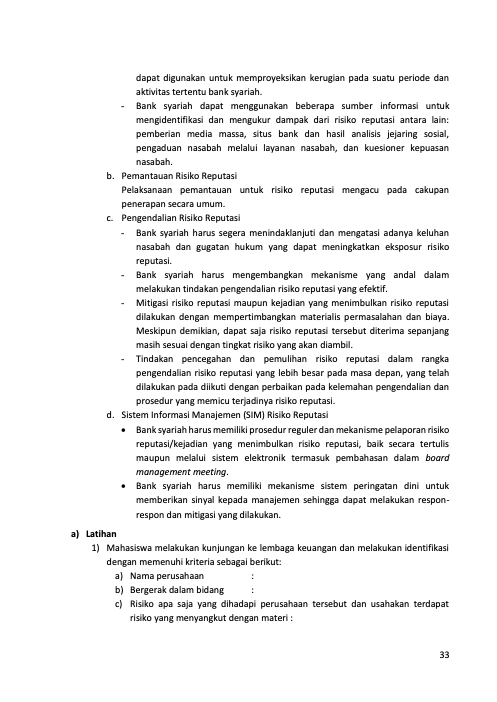 dapat digunakan untuk memproyeksikan kerugian pada suatu periode dan
aktivitas tertentu bank syariah.
- Bank syariah dapat menggunakan beberapa sumber informasi untuk
mengidentifikasi dan mengukur dampak dari risiko reputasi antara lain:
pemberian media massa, situs bank dan hasil analisis jejaring sosial,
pengaduan nasabah melalui layanan nasabah, dan kuesioner kepuasan
nasabah.
b. Pemantauan Risiko Reputasi
Pelaksanaan pemantauan untuk risiko reputasi mengacu pada cakupan
penerapan secara umum.
c. Pengendalian Risiko Reputasi
- Bank syariah harus segera menindaklanjuti dan mengatasi adanya keluhan
nasabah dan gugatan hukum yang dapat meningkatkan eksposur risiko
reputasi.
- Bank syariah harus mengembangkan mekanisme yang andal dalam
melakukan tindakan pengendalian risiko reputasi yang efektif.
- Mitigasi risiko reputasi maupun kejadian yang menimbulkan risiko reputasi
dilakukan dengan mempertimbangkan materialis permasalahan dan biaya.
Meskipun demikian, dapat saja risiko reputasi tersebut diterima sepanjang
masih sesuai dengan tingkat risiko yang akan diambil.
- Tindakan pencegahan dan pemulihan risiko reputasi dalam rangka
pengendalian risiko reputasi yang lebih besar pada masa depan, yang telah
dilakukan pada diikuti dengan perbaikan pada kelemahan pengendalian dan
prosedur yang memicu terjadinya risiko reputasi.
d. Sistem Informasi Manajemen (SIM) Risiko Reputasi
• Bank syariah harus memiliki prosedur reguler dan mekanisme pelaporan risiko
reputasi/kejadian yang menimbulkan risiko reputasi, baik secara tertulis
maupun melalui sistem elektronik termasuk pembahasan dalam board
management meeting.
• Bank syariah harus memiliki mekanisme sistem peringatan dini untuk
memberikan sinyal kepada manajemen sehingga dapat melakukan respon-
respon dan mitigasi yang dilakukan.
a) Latihan
1) Mahasiswa melakukan kunjungan ke lembaga keuangan dan melakukan identifikasi
dengan memenuhi kriteria sebagai berikut:
a) Nama perusahaan :
b) Bergerak dalam bidang :
c) Risiko apa saja yang dihadapi perusahaan tersebut dan usahakan terdapat
risiko yang menyangkut dengan materi :
33